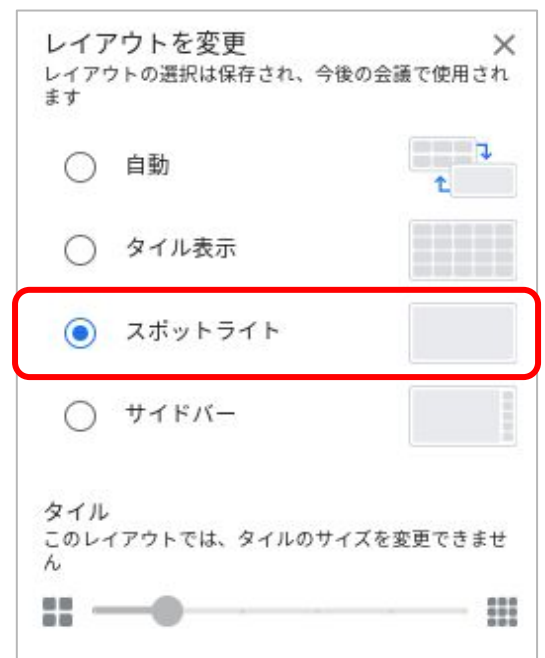 レイアウトを変更
レイアウトの選択は保存され、今後の会議で使用され
ます
自動
タイル表示
スポットライト
サイドバー
タイル
このレイアウトでは、タイルのサイズを変更できませ
ん